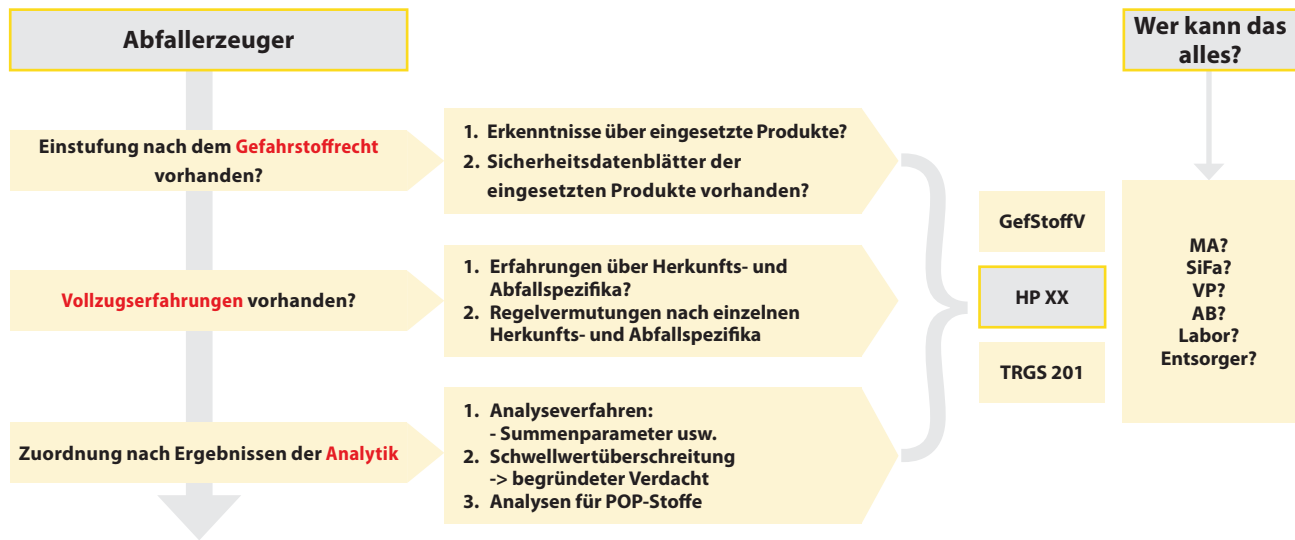 Abfallerzeuger
Einstufung nach dem Gefahrstoffrecht
vorhanden?
1. Erkenntnisse über eingesetzte Produkte?
2. Sicherheitsdatenblätter der
eingesetzten Produkte vorhanden?
Vollzugserfahrungen vorhanden?
1. Erfahrungen über Herkunfts- und
Abfallspezifika?
2. Regelvermutungen nach einzelnen
Herkunfts- und Abfallspezifika
Zuordnung nach Ergebnissen der Analytik
1. Analyseverfahren:
- Summenparameter usw.
2. Schwellwertüberschreitung
-> begründeter Verdacht
3. Analysen für POP-Stoffe
GefStoffV
HP XX
TRGS 201
Wer kann das
alles?
MA?
SiFa?
VP?
AB?
Labor?
Entsorger?